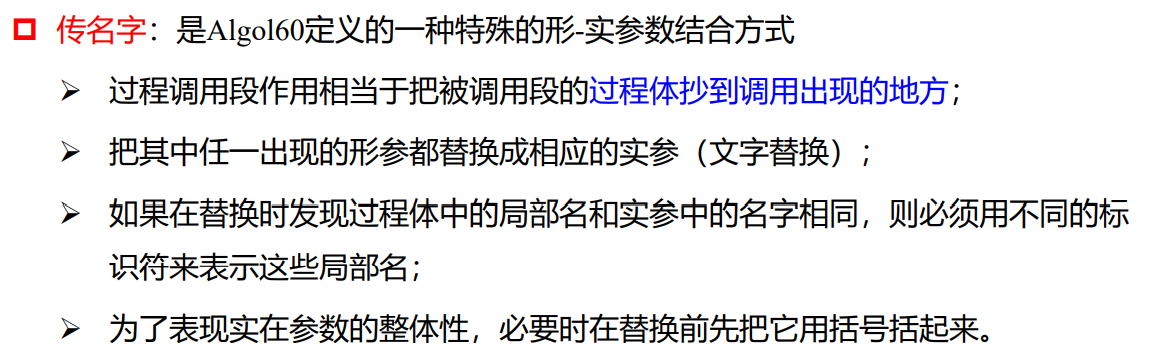 传名字：是Algol60定义的一种特殊的形-实参数结合方式
过程调用段作用相当于把被调用段的过程体抄到调用出现的地方；
把其中任一出现的形参都替换成相应的实参（文字替换）；
如果在替换时发现过程体中的局部名和实参中的名字相同，则必须用不同的标
识符来表示这些局部名；
为了表现实在参数的整体性，必要时在替换前先把它用括号括起来。